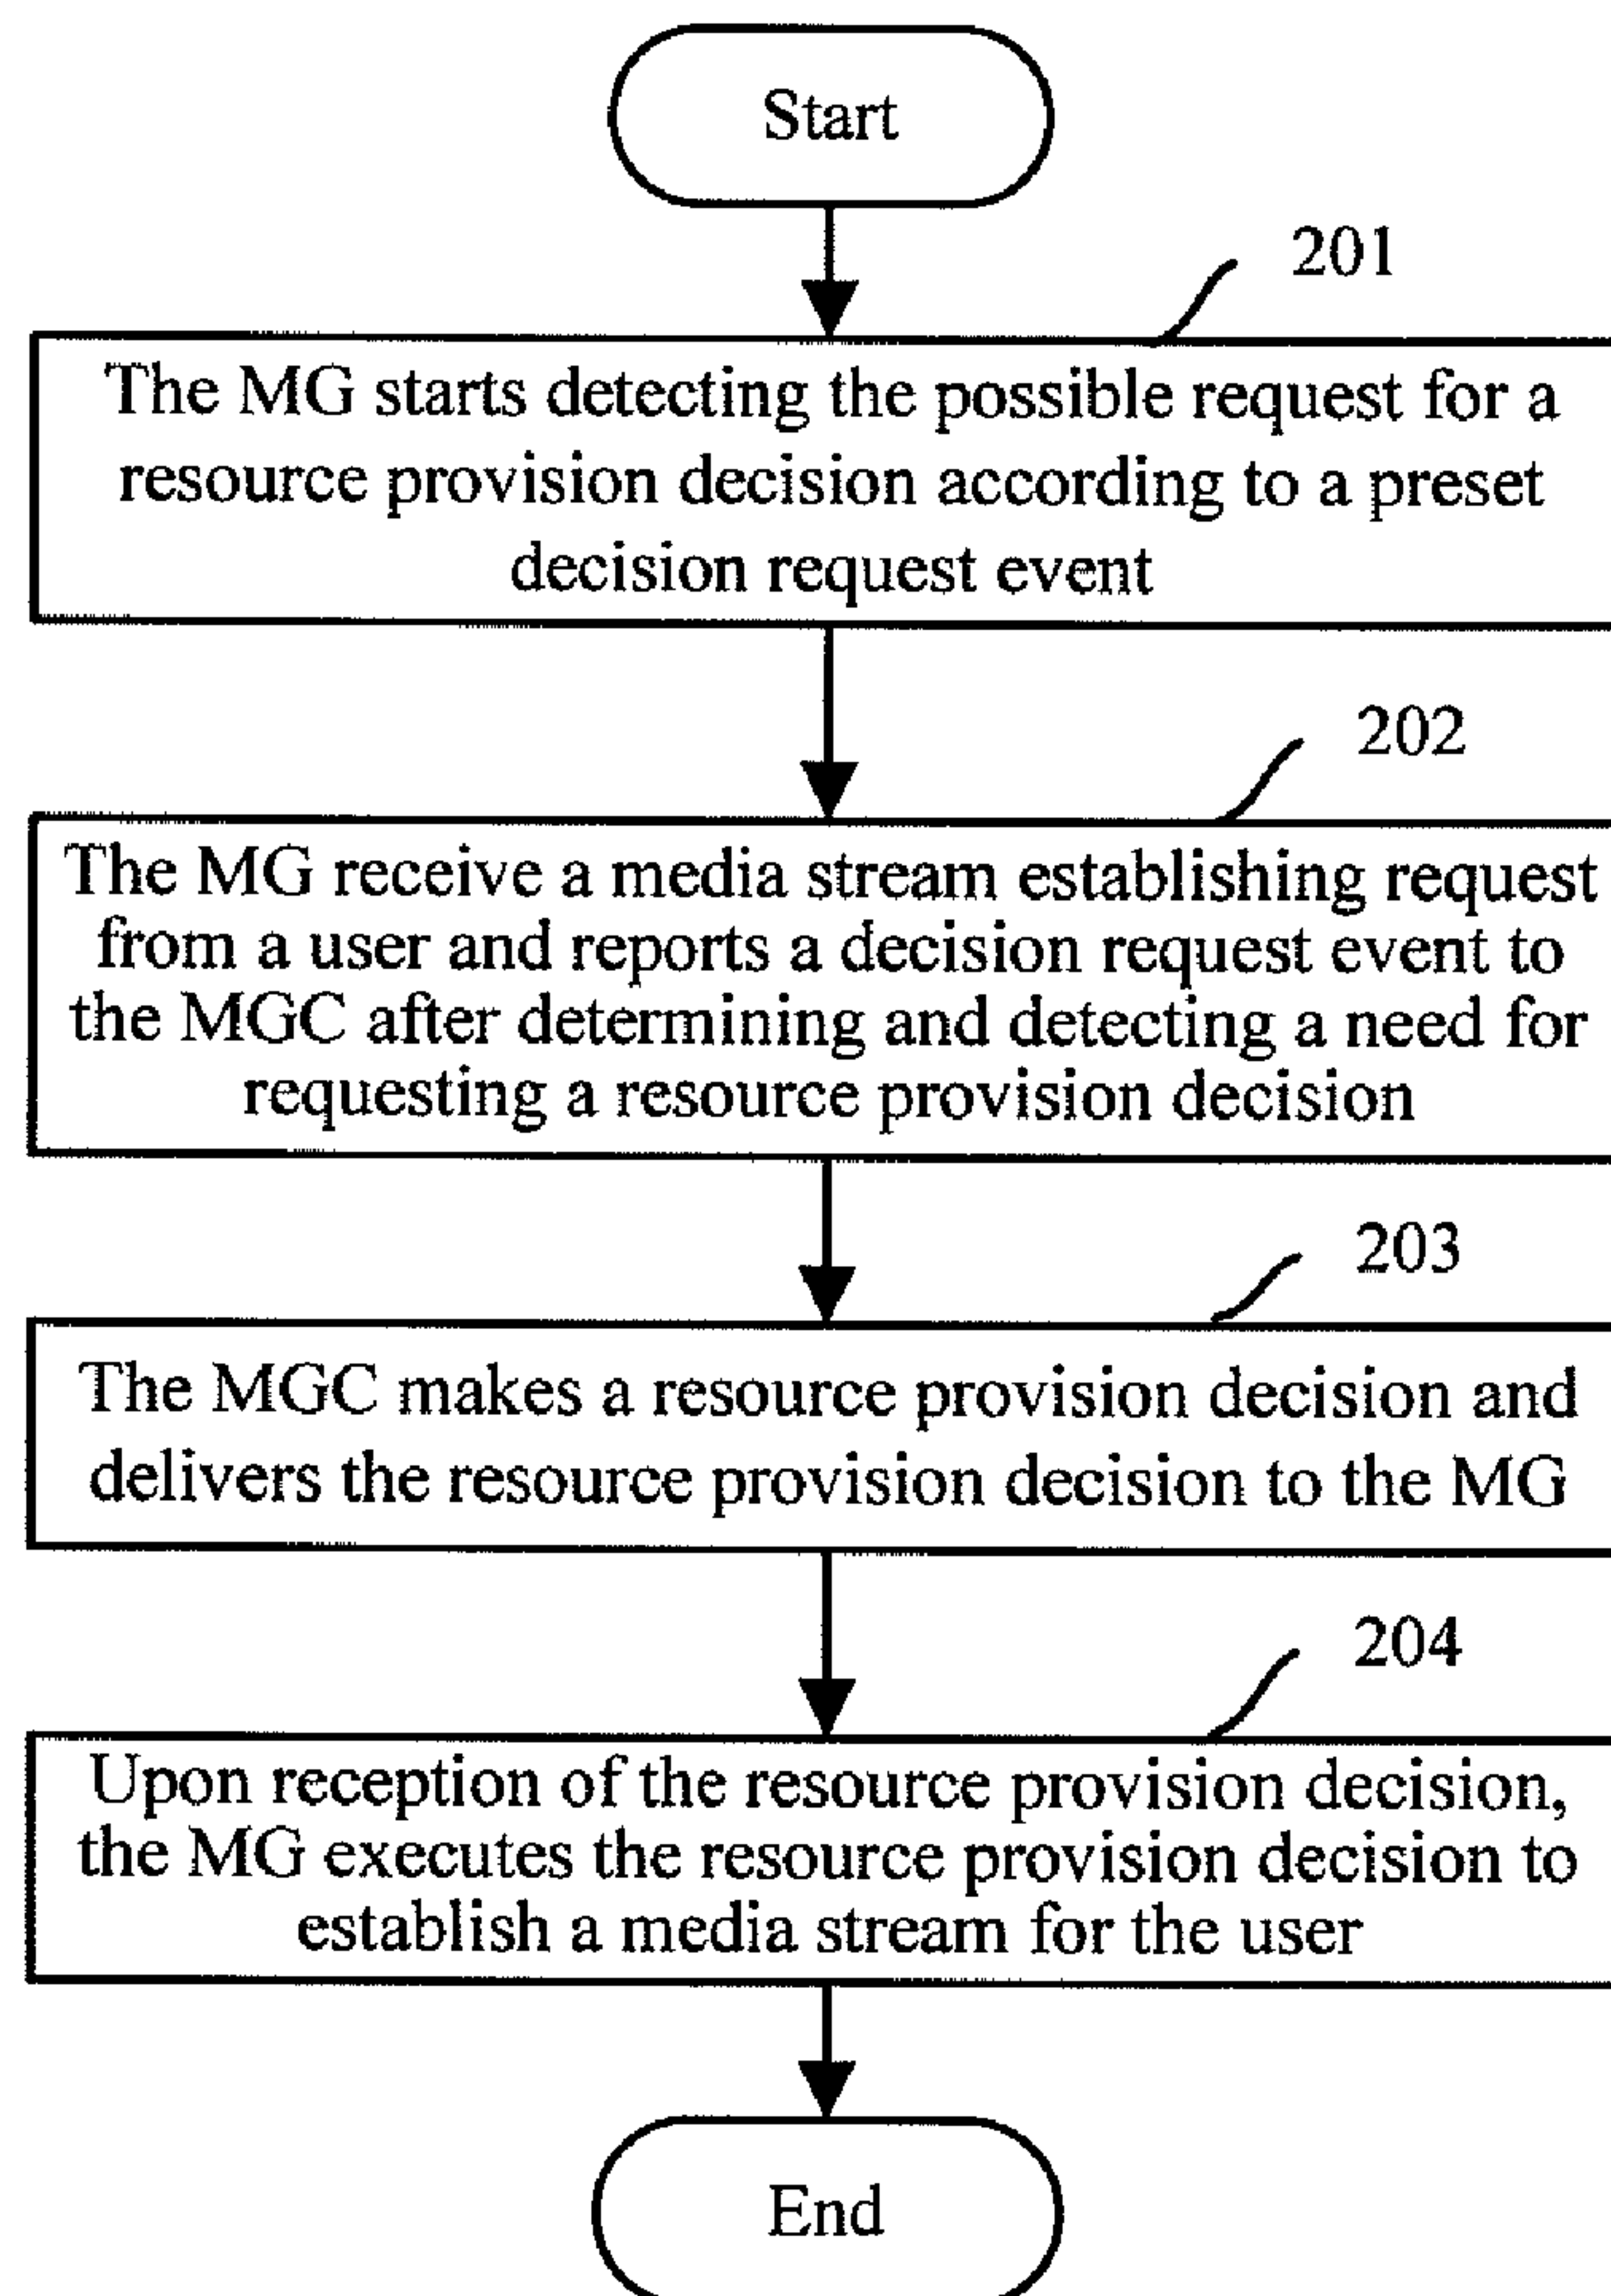 Start
201
The MG starts detecting the possible request for a
resource provision decision according to a preset
decision request event
202
The MG receive a media stream establishing request
from a user and reports a decision request event to
the MGC after determining and detecting a need for
requesting a resource provision decision
203
The MGC makes a resource provision decision and
delivers the resource provision decision to the MG
204
Upon reception of the resource provision decision,
the MG executes the resource provision decision to
establish a media stream for the user
End